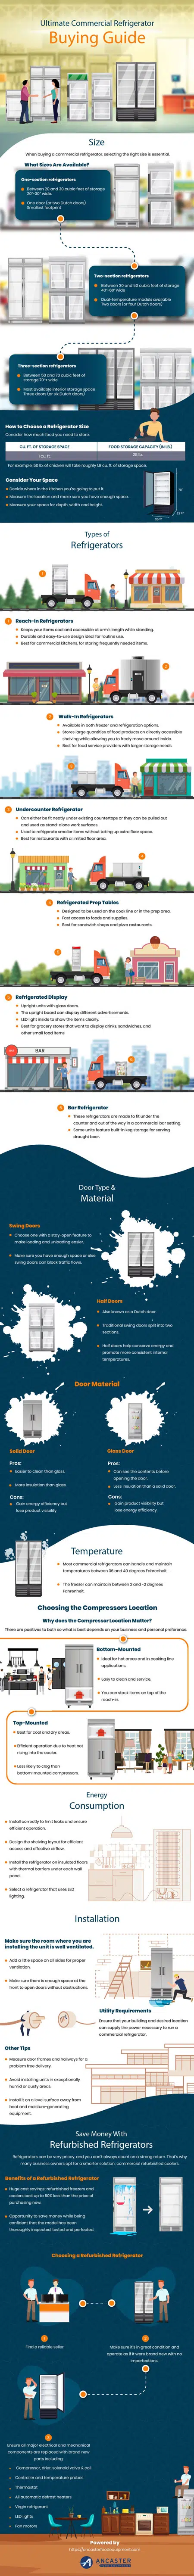 Ultimate Commercial Refrigerator
Buying Guide
Size
When buying a commercial refrigerator, selecting the right size is essential.
What Sizes Are Available?
One-section refrigerators
Between 20 and 30 cubic feet of storage
20"-30" wide
One door (or two Dutch doors)
Smallest footprint
Two-section refrigerators
Between 30 and 50 cubic feet of storage
40"-60" wide
Dual-temperature models available
Two doors (or four Dutch doors)
Three-section refrigerators
Between 50 and 70 cubic feet of
storage 70"+ wide
Most available interior storage space
Three doors (or six Dutch doors)
How to Choose a Refrigerator Size
Consider how much food you need to store
CU. FT. OF STORAGE SPACE
FOOD STORAGE CAPACITY (IN LB.)
1 cu. ft.
For example, 50 lb. of chicken will take roughly 1.8 cu. ft. of storage space.
Consider Your Space
Decide where in the kitchen you're going to put it.
Measure the location and make sure you have enough space.
Measure your space for depth, width and height.
Types of
Refrigerators
1
1
Reach-In Refrigerators
Keeps your items cool and accessible at arm's length while standing.
Durable and easy-to-use design ideal for routine use.
Best for commercial kitchens, for storing frequently needed items.
2
Walk-In Refrigerators
Available in both freezer and refrigeration options.
Stores large quantities of food products on directly accessible
shelving while allowing you to freely move around inside.
Best for food service providers with larger storage needs.
Undercounter Refrigerator
Can either be fit easily under existing countertops or they can be pulled out
and used as stand alone work surfaces.
Used to refrigerate smaller items without taking up extra floor space.
Best for restaurants with a limited floor area.
Refrigerated Prep Tables
Designed to be used on the cook line or in the prep area.
Fast access to foods and supplies.
Best for sandwich shops and pizza restaurants.
Refrigerated Display
Upright units with glass doors.
The upright board can display different advertisements.
LED light inside to show the items clearly.
Best for grocery stores that want to display drinks, sandwiches, and
other small food items
BAR
Bar Refrigerator
These refrigerators are made to fit under the
counter and out of the way in a commercial bar setting.
Some units feature built-in keg storage for serving
draught beer.
Door Type &
Material
Swing Doors
Choose one with a stay-open feature to
make loading and unloading easier.
Make sure you have enough space or else
swing doors can block traffic flows.
Half Doors
Also known as a Dutch door.
Traditional swing doors split into two
sections.
Half doors help conserve energy and
promote more consistent internal
temperatures.
Door Material
Solid Door
Pros:
Easier to clean than glass.
More insulation than glass.
Cons:
Gain energy efficiency but
lose product visibility
Glass Door
Pros:
Can see the contents before
opening the door.
Less insulation than a solid door.
Cons:
Gain product visibility but
lose energy efficiency.
Temperature
Most commercial refrigerators can handle and maintain
temperatures between 36 and 40 degrees Fahrenheit.
The freezer can maintain between 2 and -3 degrees
Fahrenheit.
Choosing the Compressors Location
Why does the Compressor Location Matter?
There are positives to both so what is best depends on your business and personal preference.
Bottom-Mounted
Ideal for hot areas and in cooking line
applications.
Easy to clean and service.
You can stack items on top of the
reach-in.
Top-Mounted
Best for cool and dry areas.
Efficient operation due to heat not
rising into the cooler.
Less likely to clog than
bottom mounted compressors.
Energy
Consumption
Install correctly to limit leaks and ensure
efficient operation.
Design the shelving layout for efficient
access and effective airflow.
Install the refrigerator on insulated floors
with thermal barriers under each wall
panel.
Select a refrigerator that uses LED
lighting.
Installation
Make sure the room where you are
installing the unit is well ventilated.
Add a little space on all sides for proper
ventilation.
Make sure there is enough space at the
front to open doors without obstructions.
Utility Requirements
Ensure that your building and desired location
can supply the power necessary to run a
commercial refrigerator.
Other Tips
Measure door frames and hallways for a
problem free delivery.
Avoid installing units in exceptionally
humid or dusty areas.
Install it on a level surface away from
heat and moisture-generating
equipment.
Save Money With
Refurbished Refrigerators
Refrigerators can be very pricey, and you can't always count on a strong return. That's why
many business owners opt for a smarter solution: commercial refurbished coolers.
Benefits of a Refurbished Refrigerator
Huge cost savings; refurbished freezers and
coolers cost up to 50% less than the price of
purchasing new.
Opportunity to save money while being
confident that the model has been
thoroughly inspected, tested and perfected.
Choosing a Refurbished Refrigerator
Find a reliable seller.
Make sure it's in great condition and
operate as if it were brand new with no
imperfections.
Ensure all major electrical and mechanical
components are replaced with brand new
parts including:
Compressor, drier, solenoid valve & coil
Controller and temperature probes
Thermostat
All automatic defrost heaters
Virgin refrigerant
LED lights
Fan motors
Powered by
https://ancasterfoodequipment.com
ANCASTER